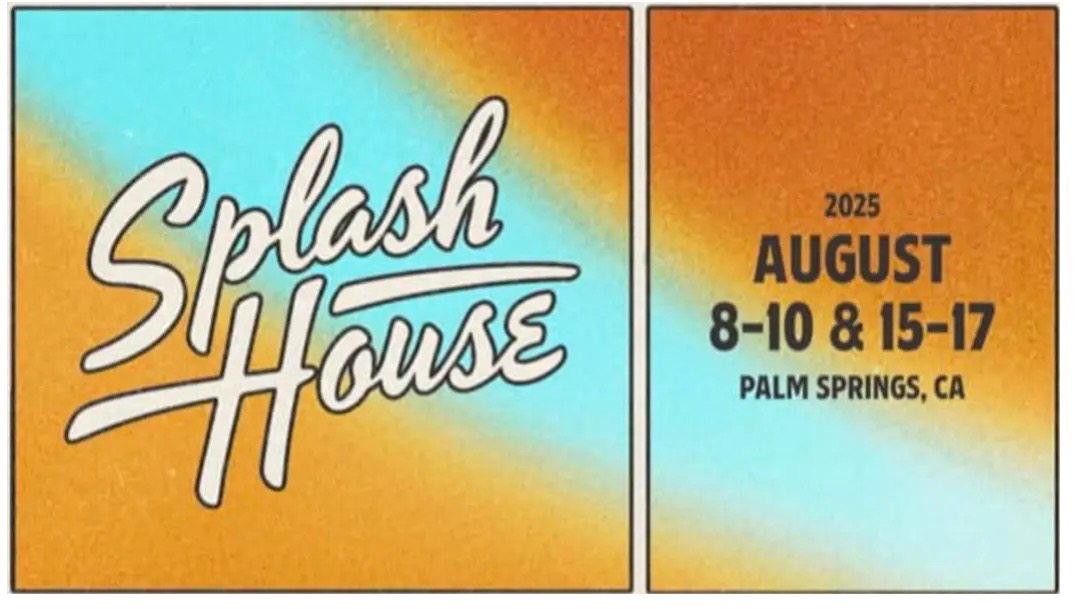 Splash
House
2025
AUGUST
8-10 & 15-17
PALM SPRINGS, CA